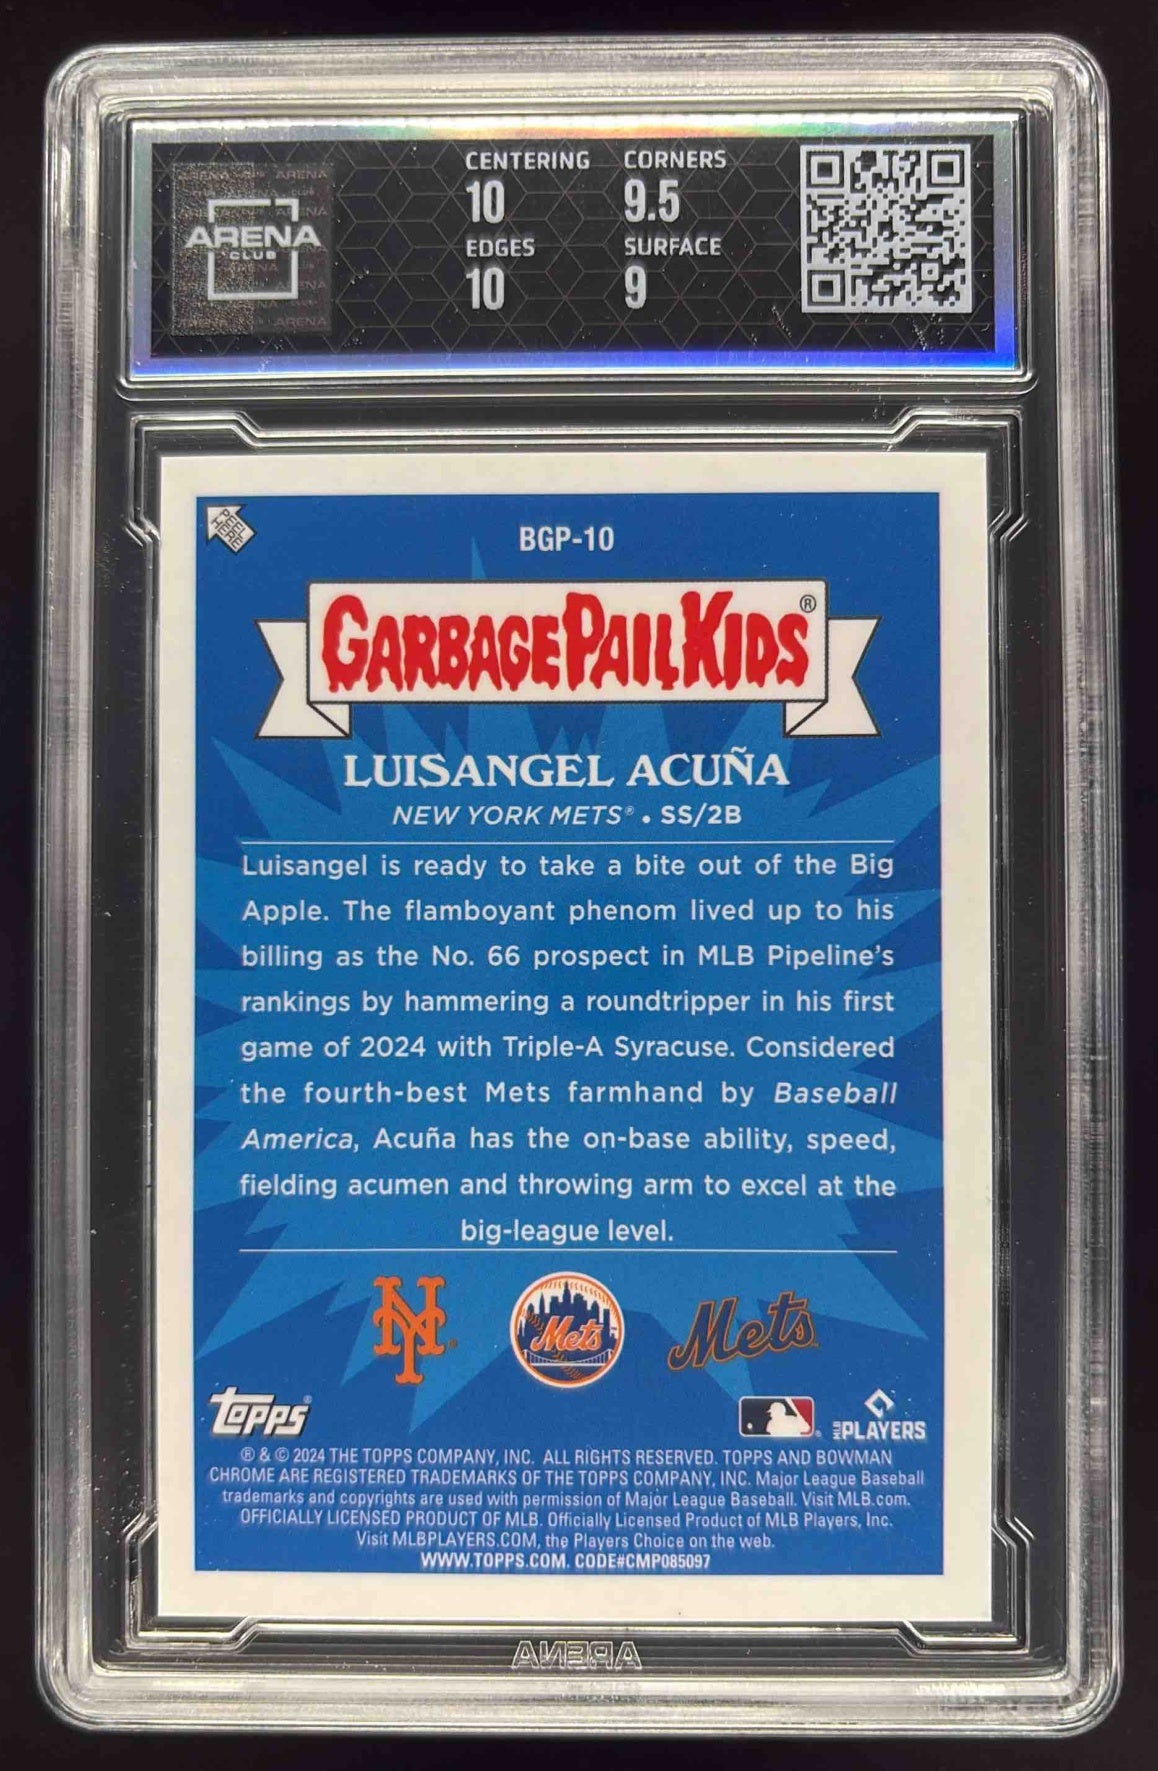 ARENA
CLUB
CENTERING CORNERS
10 9.5
EDGES SURFACE
10 9
PEEL HERE
BGP-10
GARBAGE PAIL KIDS®
LUISANGEL ACUÑA
NEW YORK METS® • SS/2B
Luisangel is ready to take a bite out of the Big
Apple. The flamboyant phenom lived up to his
billing as the No. 66 prospect in MLB Pipeline's
rankings by hammering a roundtripper in his first
game of 2024 with Triple-A Syracuse. Considered
the fourth-best Mets farmhand by Baseball
America, Acuña has the on-base ability, speed,
fielding acumen and throwing arm to excel at the
big-league level.
NY Mets Mets
topps® MLB PLAYERS
® & © 2024 THE TOPPS COMPANY, INC. ALL RIGHTS RESERVED. TOPPS AND BOWMAN
CHROME ARE REGISTERED TRADEMARKS OF THE TOPPS COMPANY, INC. Major League Baseball
trademarks and copyrights are used with permission of Major League Baseball. Visit MLB.com.
OFFICIALLY LICENSED PRODUCT OF MLB. Officially Licensed Product of MLB Players, Inc.
Visit MLBPLAYERS.COM, the Players Choice on the web.
WWW.TOPPS.COM. CODE#CMP085097
ARENA